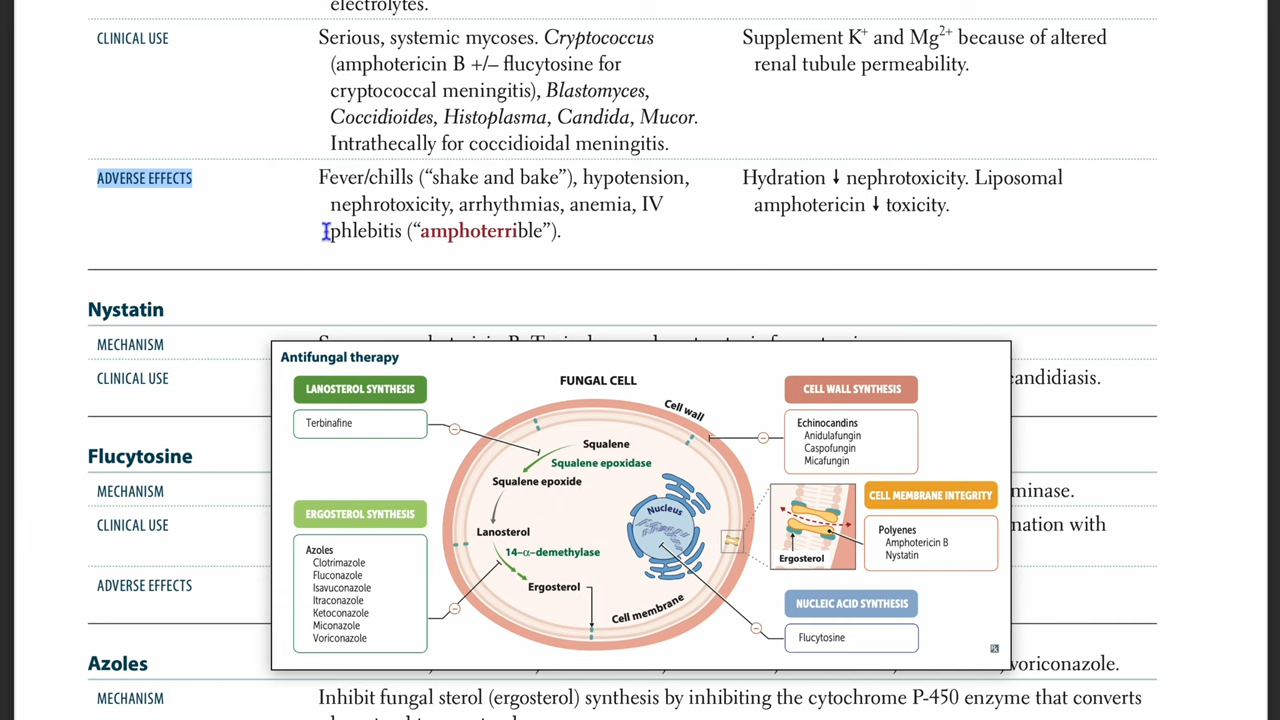 electrolytes.
CLINICAL USE
Serious, systemic mycoses. Cryptococcus
(amphotericin B +/– flucytosine for
cryptococcal meningitis), Blastomyces,
Coccidioides, Histoplasma, Candida, Mucor.
Intrathecally for coccidioidal meningitis.
Supplement K+ and Mg2+ because of altered
renal tubule permeability.
ADVERSE EFFECTS
Fever/chills (“shake and bake”), hypotension,
nephrotoxicity, arrhythmias, anemia, IV
phlebitis (“amphoterrible”).
Hydration ↓ nephrotoxicity. Liposomal
amphotericin ↓ toxicity.
Nystatin
MECHANISM
CLINICAL USE
candidiasis.
Flucytosine
MECHANISM
minase.
CLINICAL USE
nation with
ADVERSE EFFECTS
Antifungal therapy
LANOSTEROL SYNTHESIS
Terbinafine
ERGOSTEROL SYNTHESIS
Azoles
Clotrimazole
Fluconazole
Isavuconazole
Itraconazole
Ketoconazole
Miconazole
Voriconazole
FUNGAL CELL
Cell wall
Squalene
Squalene epoxidase
Squalene epoxide
Lanosterol
14-α-demethylase
Ergosterol
Cell membrane
Nucleus
CELL WALL SYNTHESIS
Echinocandins
Anidulafungin
Caspofungin
Micafungin
CELL MEMBRANE INTEGRITY
Polyenes
Amphotericin B
Nystatin
Ergosterol
NUCLEIC ACID SYNTHESIS
Flucytosine
Azoles
voriconazole.
MECHANISM
Inhibit fungal sterol (ergosterol) synthesis by inhibiting the cytochrome P-450 enzyme that converts